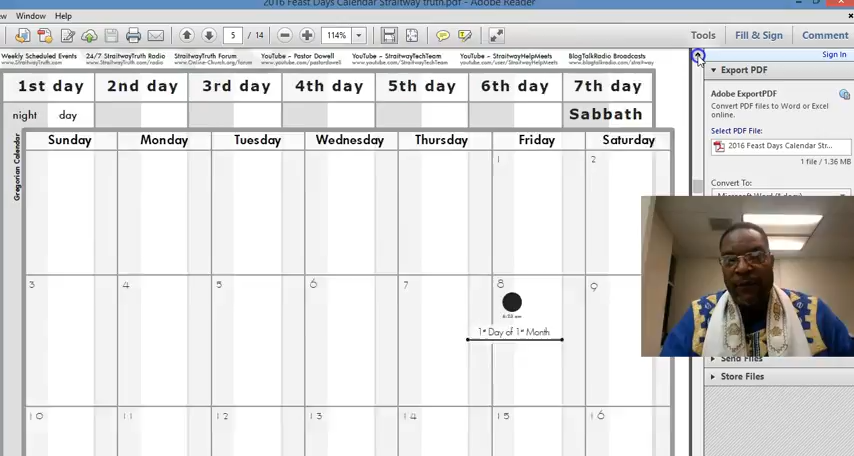 2016 Feast Days Calendar Straitway truth.pdf - Adobe Reader
Window Help
5 / 14 114% Tools Fill & Sign Comment
Sign In
Weekly Scheduled Events 24/7 StraitwayTruth Radio StraitwayTruth Forum YouTube ~ Pastor Dowell YouTube ~ StraitwayTechTeam YouTube ~ StraitwayHelpMeets BlogTalkRadio Broadcasts
1st day 2nd day 3rd day 4th day 5th day 6th day 7th day
night day Sabbath
Gregorian Calendar
Sunday Monday Tuesday Wednesday Thursday Friday Saturday
1 2
3 4 5 6 7 8 9
1st Day of 1st Month
10 11 12 13 14 15 16
Export PDF
Adobe ExportPDF
Convert PDF files to Word or Excel
online.
Select PDF File:
2016 Feast Days Calendar Str...
1 file / 1.36 MB
Convert To:
Send Files
Store Files